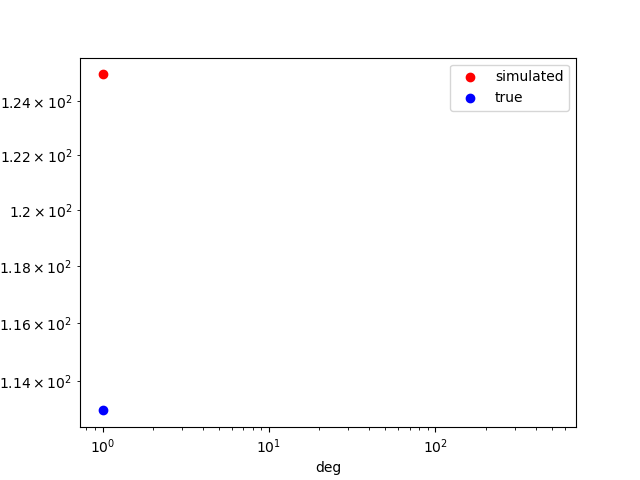 simulated
true
1.24 × 10²
1.22 × 10²
1.2 × 10²
1.18 × 10²
1.16 × 10²
1.14 × 10²
10⁰ 10¹ 10²
deg